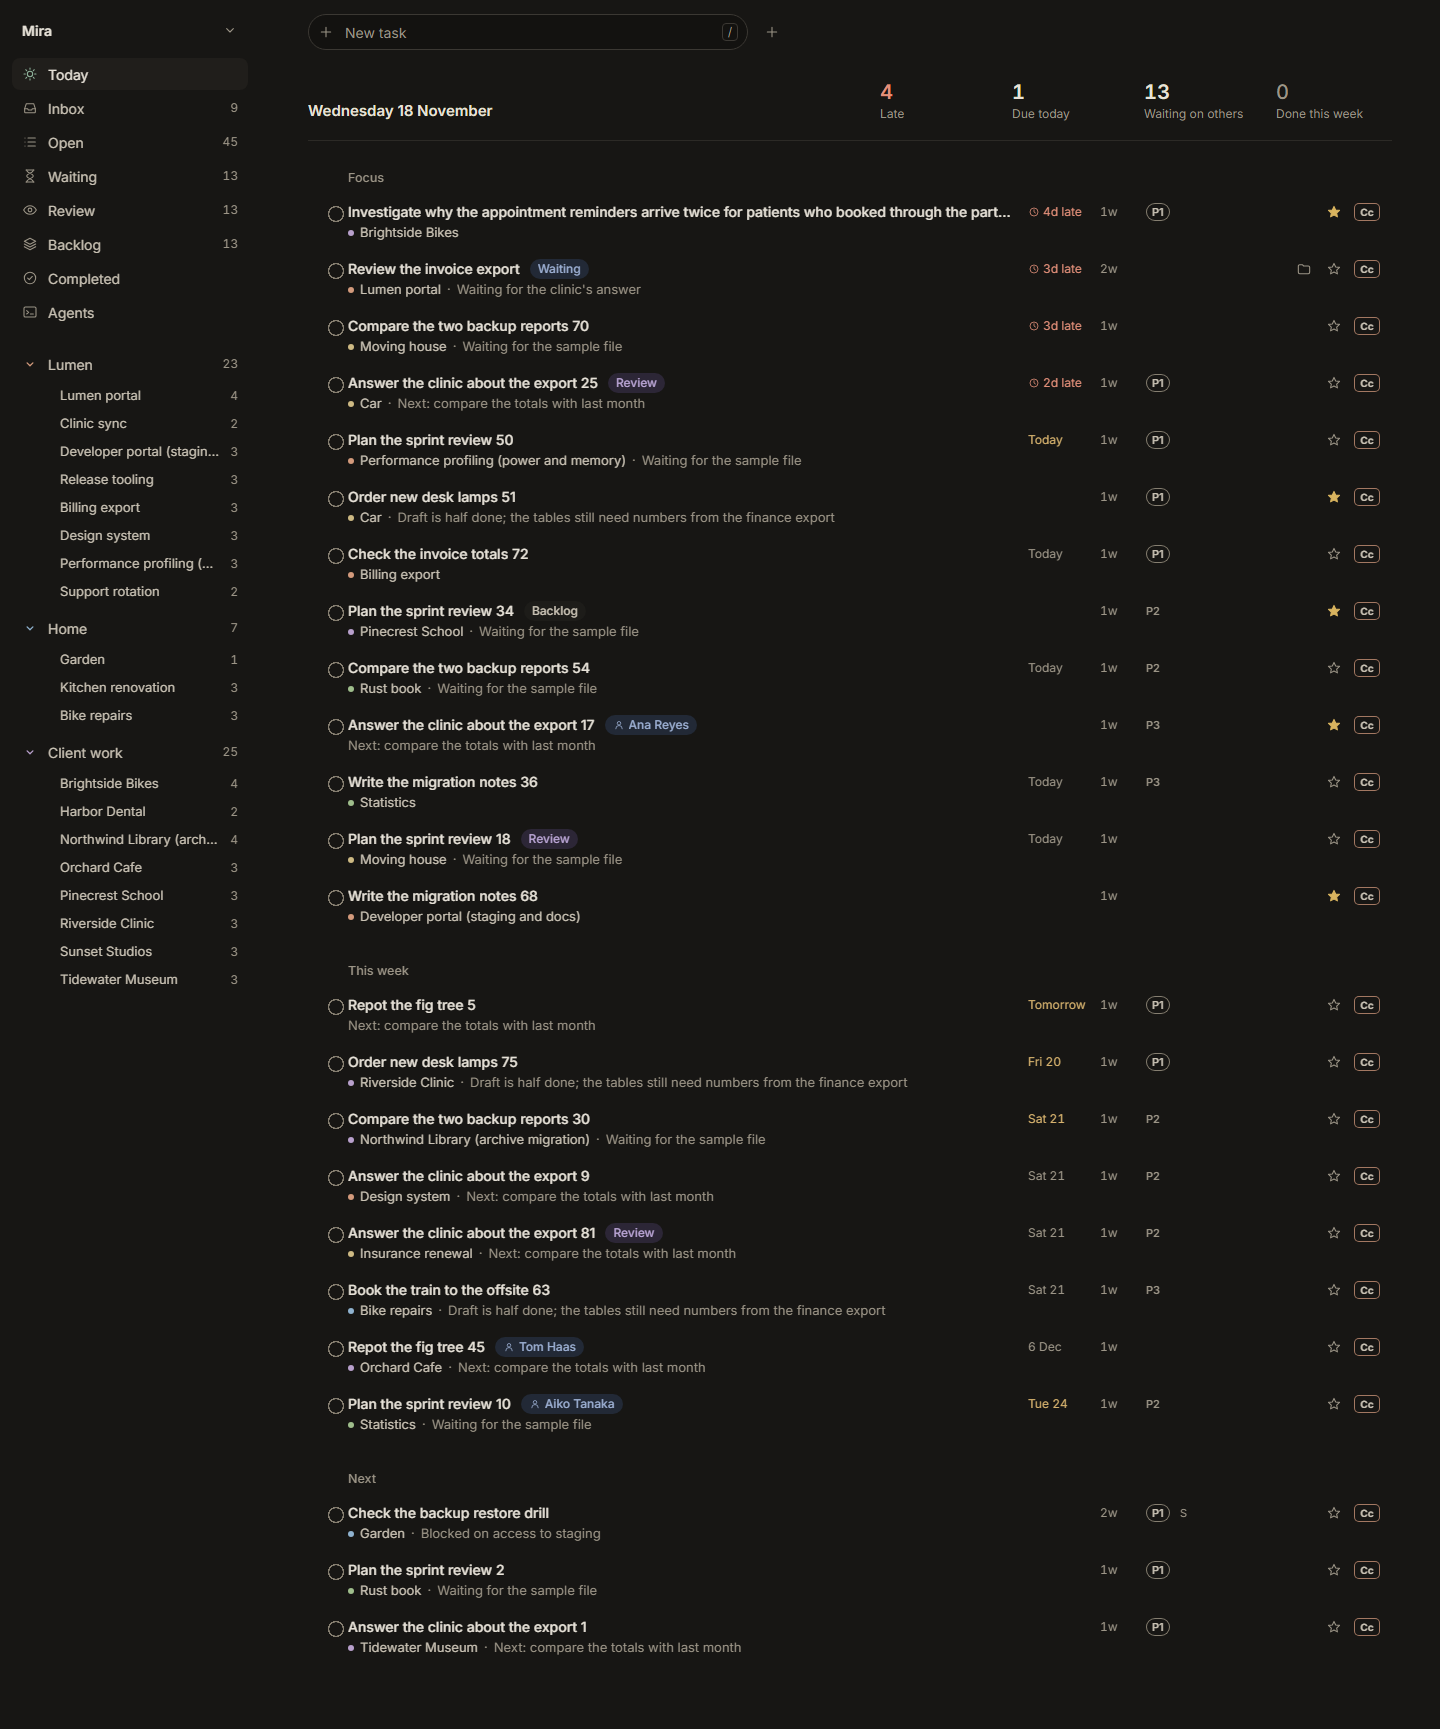 Mira
Today
Inbox 9
Open 45
Waiting 13
Review 13
Backlog 13
Completed
Agents
Lumen 23
Lumen portal 4
Clinic sync 2
Developer portal (stagin... 3
Release tooling 3
Billing export 3
Design system 3
Performance profiling (... 3
Support rotation 2
Home 7
Garden 1
Kitchen renovation 3
Bike repairs 3
Client work 25
Brightside Bikes 4
Harbor Dental 2
Northwind Library (arch... 4
Orchard Cafe 3
Pinecrest School 3
Riverside Clinic 3
Sunset Studios 3
Tidewater Museum 3
New task /
Wednesday 18 November
4 Late
1 Due today
13 Waiting on others
0 Done this week
Focus
Investigate why the appointment reminders arrive twice for patients who booked through the part... 4d late 1w P1 Cc
Brightside Bikes
Review the invoice export Waiting 3d late 2w Cc
Lumen portal · Waiting for the clinic's answer
Compare the two backup reports 70 3d late 1w Cc
Moving house · Waiting for the sample file
Answer the clinic about the export 25 Review 2d late 1w P1 Cc
Car · Next: compare the totals with last month
Plan the sprint review 50 Today 1w P1 Cc
Performance profiling (power and memory) · Waiting for the sample file
Order new desk lamps 51 1w P1 Cc
Car · Draft is half done; the tables still need numbers from the finance export
Check the invoice totals 72 Today 1w P1 Cc
Billing export
Plan the sprint review 34 Backlog 1w P2 Cc
Pinecrest School · Waiting for the sample file
Compare the two backup reports 54 Today 1w P2 Cc
Rust book · Waiting for the sample file
Answer the clinic about the export 17 Ana Reyes 1w P3 Cc
Next: compare the totals with last month
Write the migration notes 36 Today 1w P3 Cc
Statistics
Plan the sprint review 18 Review Today 1w Cc
Moving house · Waiting for the sample file
Write the migration notes 68 1w Cc
Developer portal (staging and docs)
This week
Repot the fig tree 5 Tomorrow 1w P1 Cc
Next: compare the totals with last month
Order new desk lamps 75 Fri 20 1w P1 Cc
Riverside Clinic · Draft is half done; the tables still need numbers from the finance export
Compare the two backup reports 30 Sat 21 1w P2 Cc
Northwind Library (archive migration) · Waiting for the sample file
Answer the clinic about the export 9 Sat 21 1w P2 Cc
Design system · Next: compare the totals with last month
Answer the clinic about the export 81 Review Sat 21 1w P2 Cc
Insurance renewal · Next: compare the totals with last month
Book the train to the offsite 63 Sat 21 1w P3 Cc
Bike repairs · Draft is half done; the tables still need numbers from the finance export
Repot the fig tree 45 Tom Haas 6 Dec 1w Cc
Orchard Cafe · Next: compare the totals with last month
Plan the sprint review 10 Aiko Tanaka Tue 24 1w P2 Cc
Statistics · Waiting for the sample file
Next
Check the backup restore drill 2w P1 S Cc
Garden · Blocked on access to staging
Plan the sprint review 2 1w P1 Cc
Rust book · Waiting for the sample file
Answer the clinic about the export 1 1w P1 Cc
Tidewater Museum · Next: compare the totals with last month